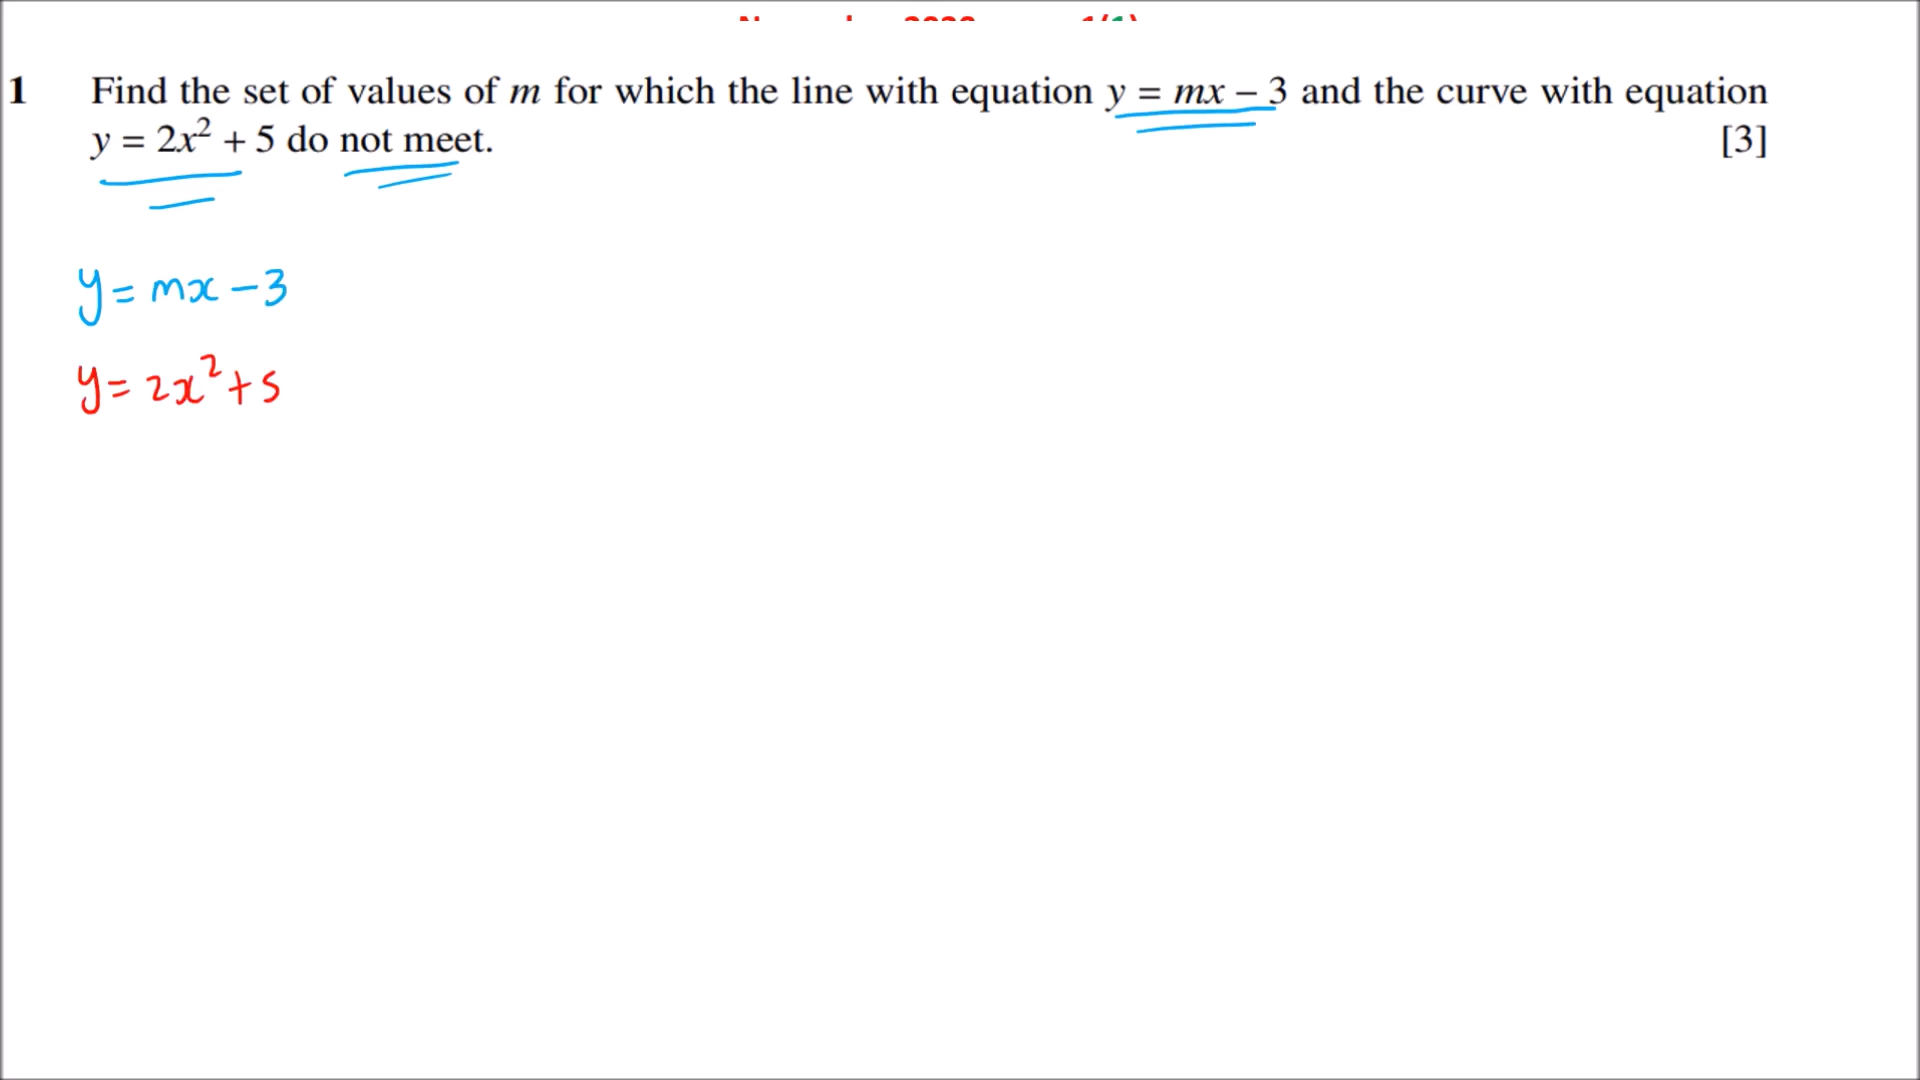 1 Find the set of values of m for which the line with equation y = mx − 3 and the curve with equation
y = 2x² + 5 do not meet. [3]
y = mx − 3
y = 2x² + 5